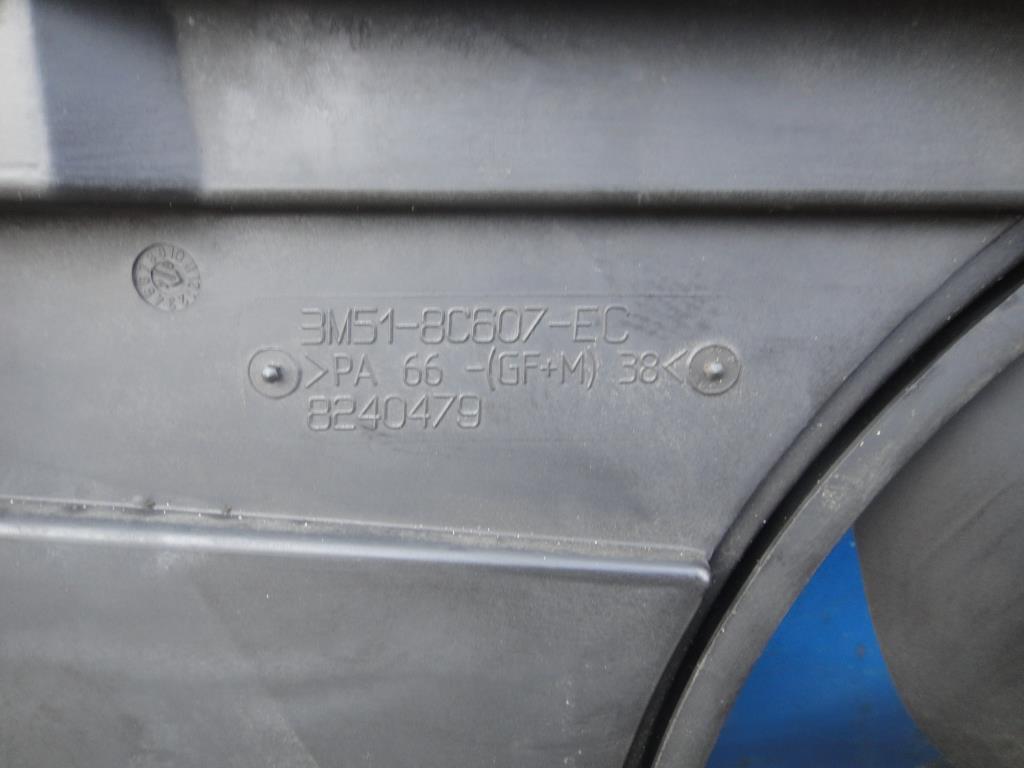 3M51-8C607-EC
>PA 66 -(GF+M) 38<
8240479